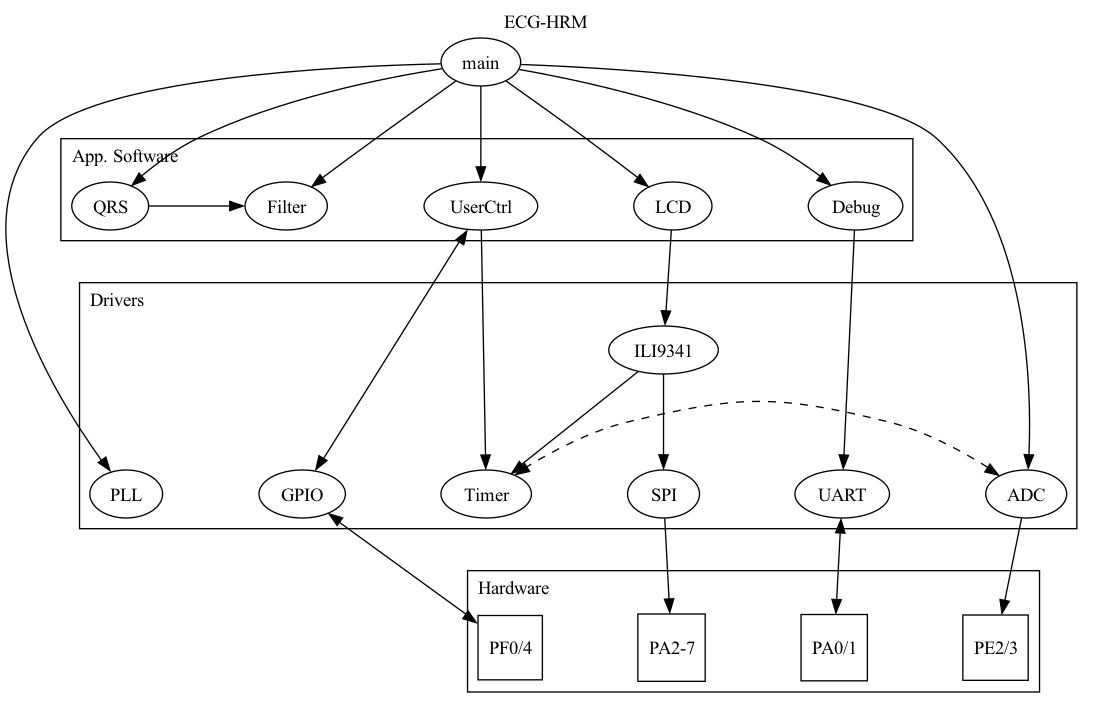 ECG-HRM
main
App. Software
QRS
Filter
UserCtrl
LCD
Debug
Drivers
ILI9341
PLL
GPIO
Timer
SPI
UART
ADC
Hardware
PF0/4
PA2-7
PA0/1
PE2/3